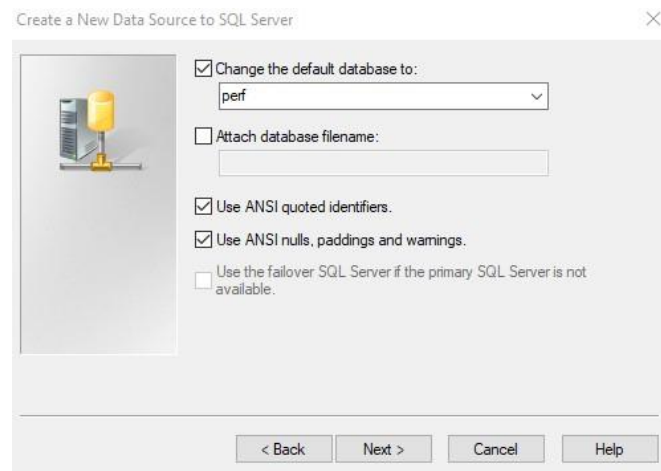 Create a New Data Source to SQL Server
Change the default database to:
perf
Attach database filename:
Use ANSI quoted identifiers.
Use ANSI nulls, paddings and warnings.
Use the failover SQL Server if the primary SQL Server is not
available.
< Back Next > Cancel Help